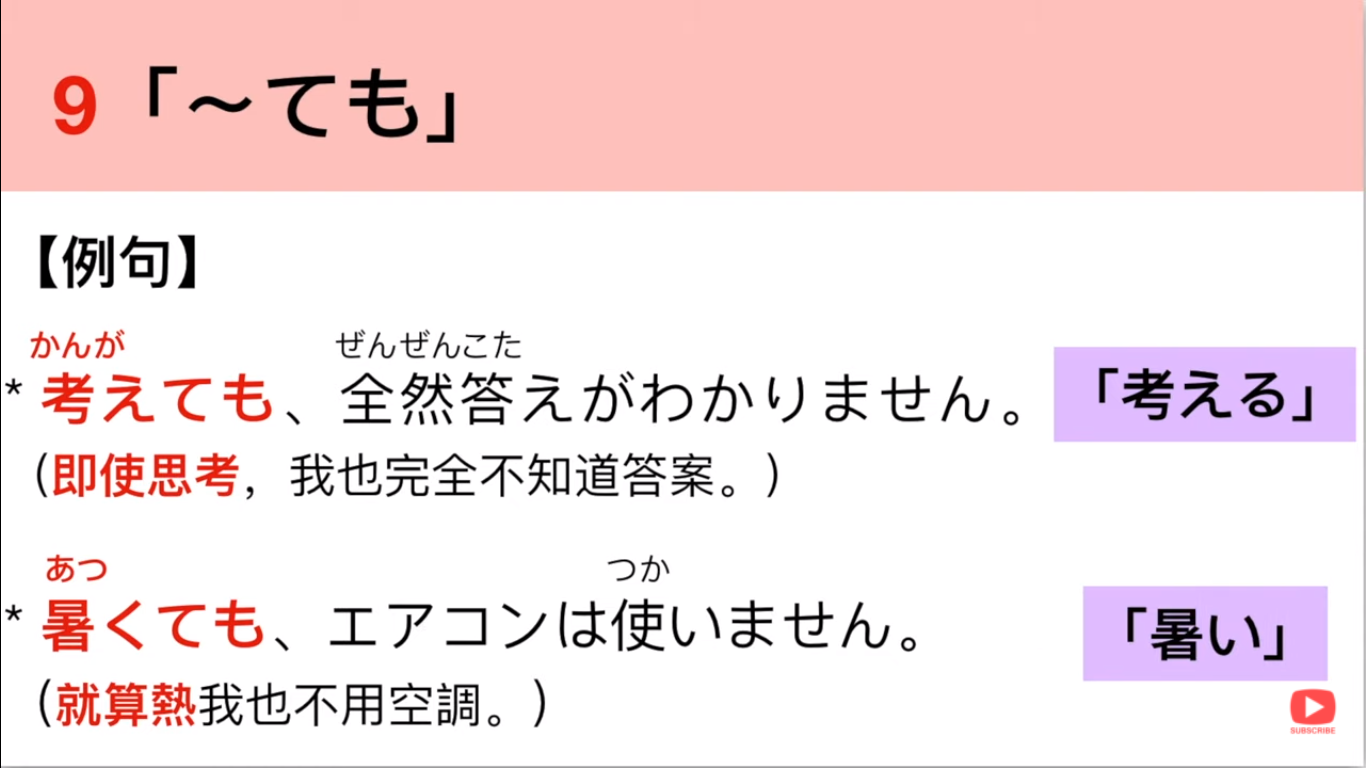 9「～ても」
【例句】
かんが ぜんぜんこた
* 考えても、全然答えがわかりません。
「考える」
（即使思考，我也完全不知道答案。）
あつ つか
* 暑くても、エアコンは使いません。
「暑い」
（就算熱我也不用空調。）
SUBSCRIBE